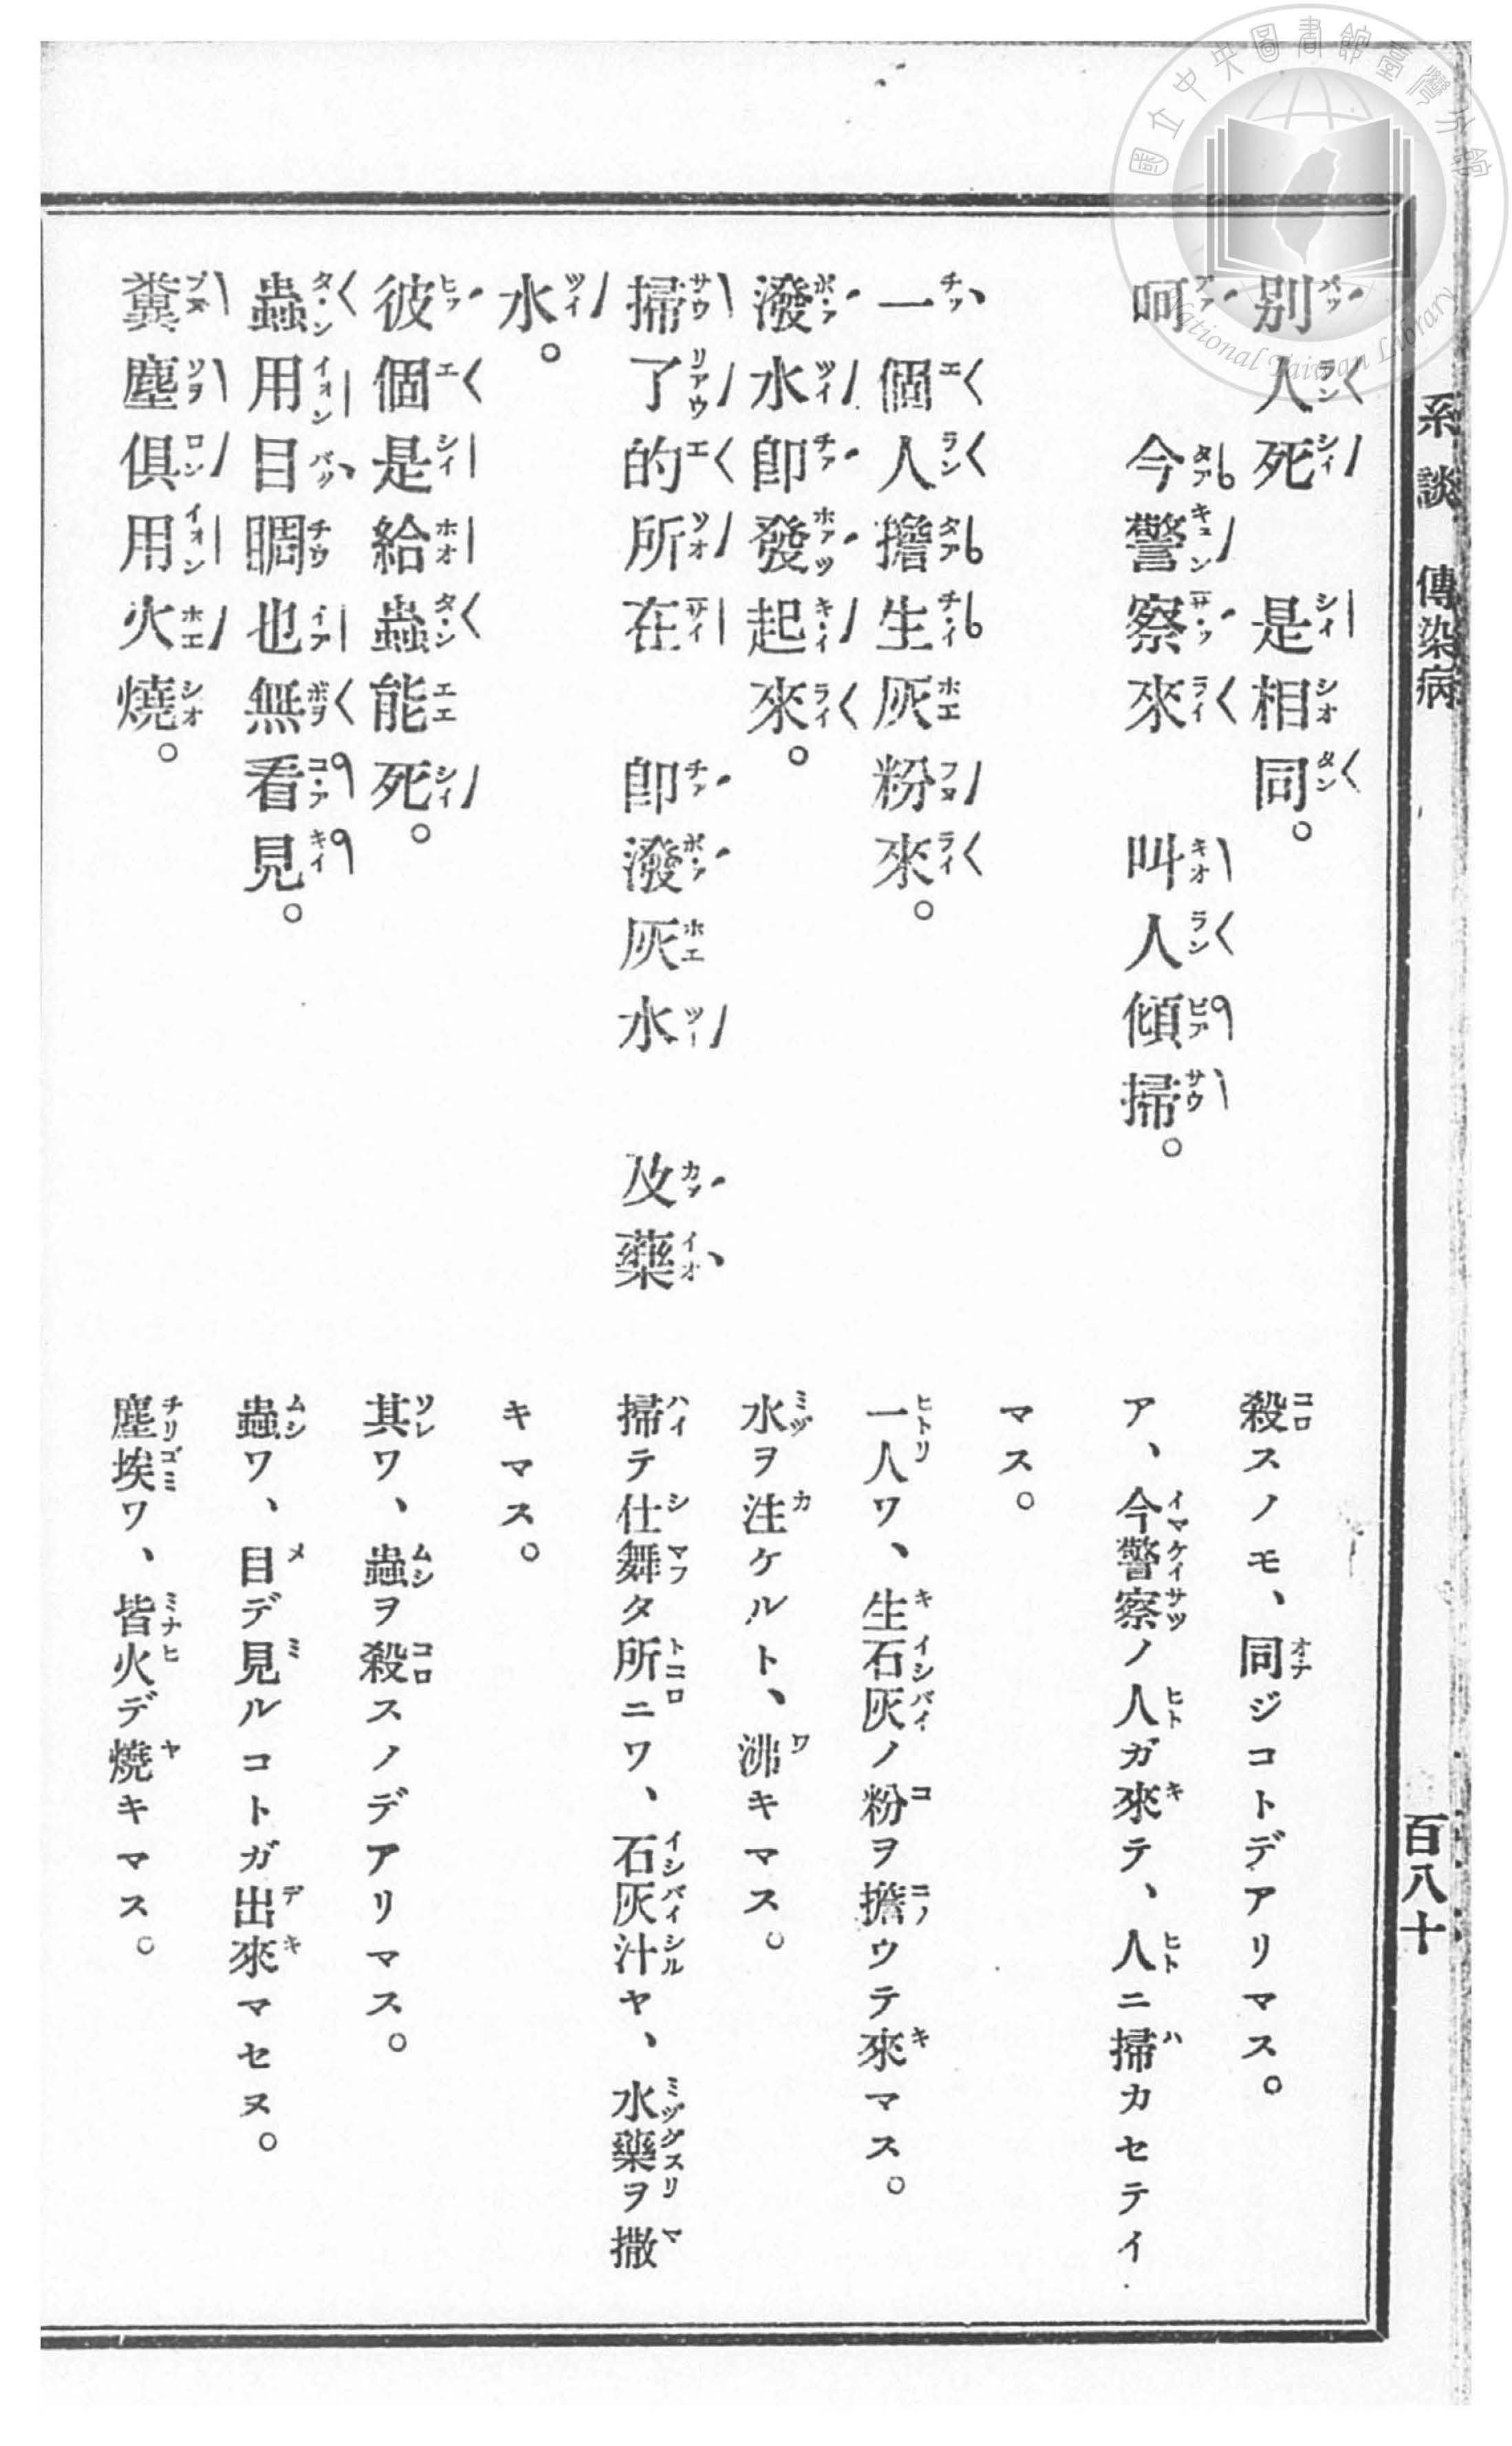 國立中央圖書館臺灣分館
National Taiwan Library
系談 傳染病 百八十
別人死 是相同。
呵 今警察來 叫人傾掃。
一個人擔生灰粉來。
潑水卽發起來。
掃了的所在 卽潑灰水 及藥
水。
彼個是給蟲能死。
蟲用目睭也無看見。
糞塵俱用火燒。
殺スノモ、同ジコトデアリマス。
ア、今警察ノ人ガ來テ、人ニ掃カセテイ
マス。
一人ワ、生石灰ノ粉ヲ擔ウテ來マス。
水ヲ注ケルト、沸キマス。
掃テ仕舞タ所ニワ、石灰汁ヤ、水藥ヲ撒
キマス。
其ワ、蟲ヲ殺スノデアリマス。
蟲ワ、目デ見ルコトガ出來マセヌ。
塵埃ワ、皆火デ燒キマス。